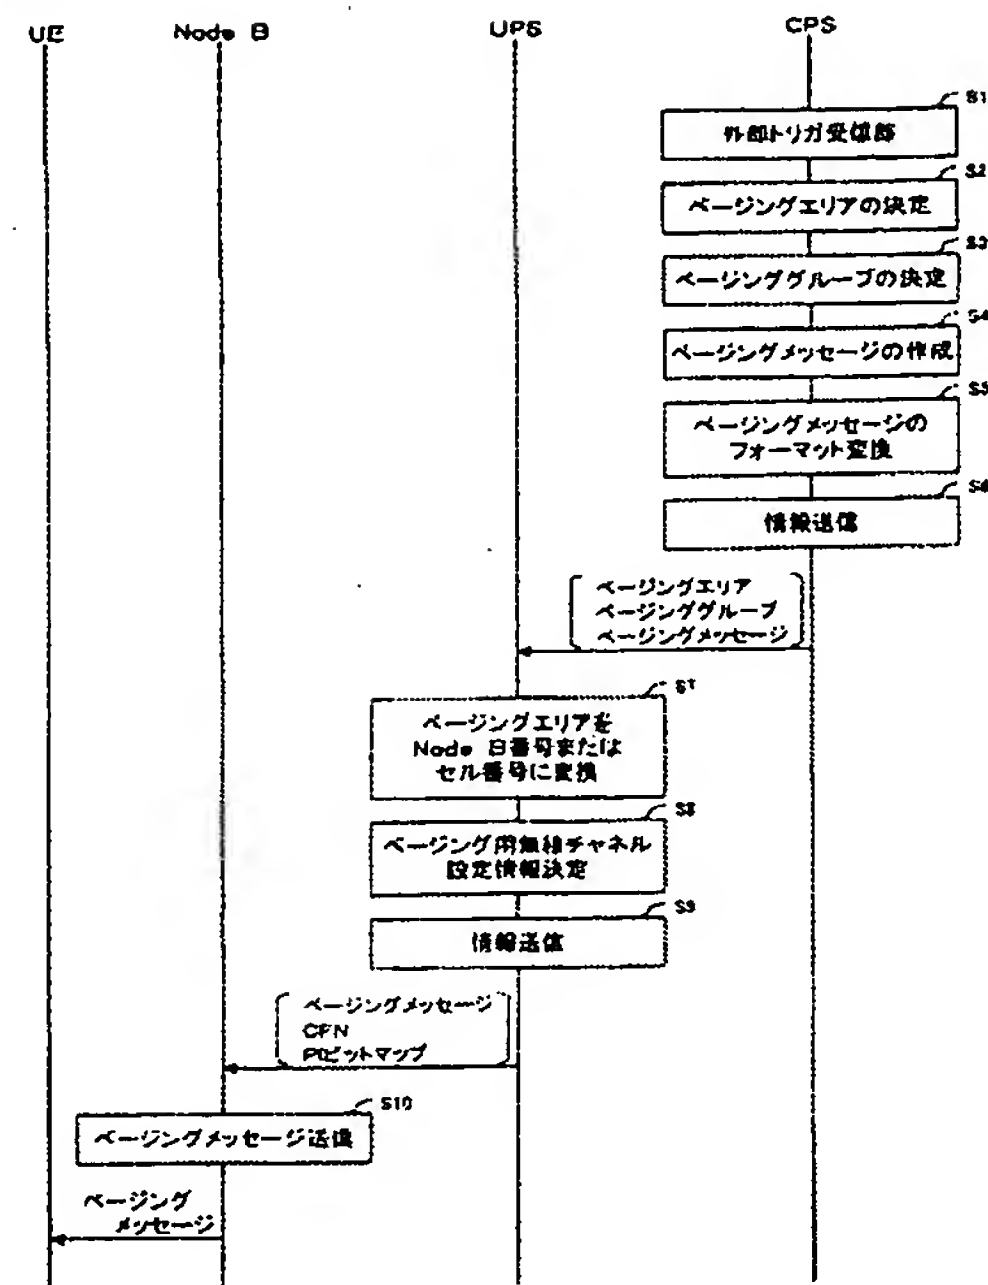 UE
Node B
UPS
CPS
S1
外部トリガ受信部
S2
ページングエリアの決定
S3
ページンググループの決定
S4
ページングメッセージの作成
S5
ページングメッセージの
フォーマット変換
S6
情報送信
ページングエリア
ページンググループ
ページングメッセージ
S7
ページングエリアを
Node B番号または
セル番号に変換
S8
ページング用無線チャネル
設定情報決定
S9
情報送信
ページングメッセージ
CFN
PIビットマップ
S10
ページングメッセージ送信
ページング
メッセージ